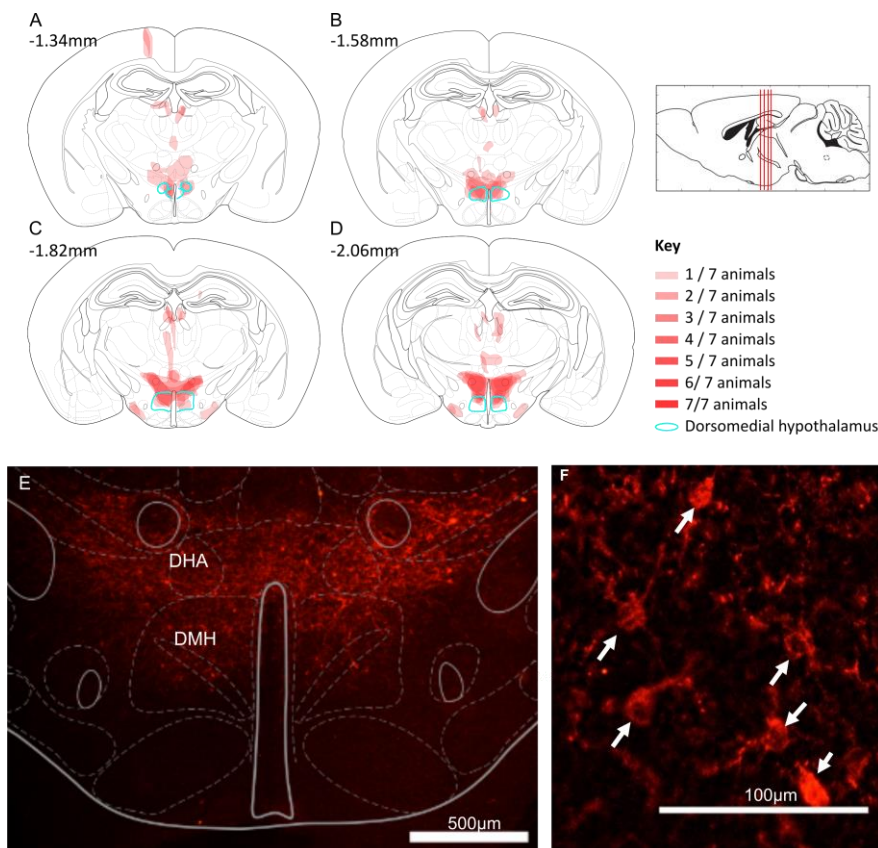 A
-1.34mm
B
-1.58mm
C
-1.82mm
D
-2.06mm
Key
1 / 7 animals
2 / 7 animals
3 / 7 animals
4 / 7 animals
5 / 7 animals
6/ 7 animals
7/7 animals
Dorsomedial hypothalamus
E
DHA
DMH
500µm
F
100µm